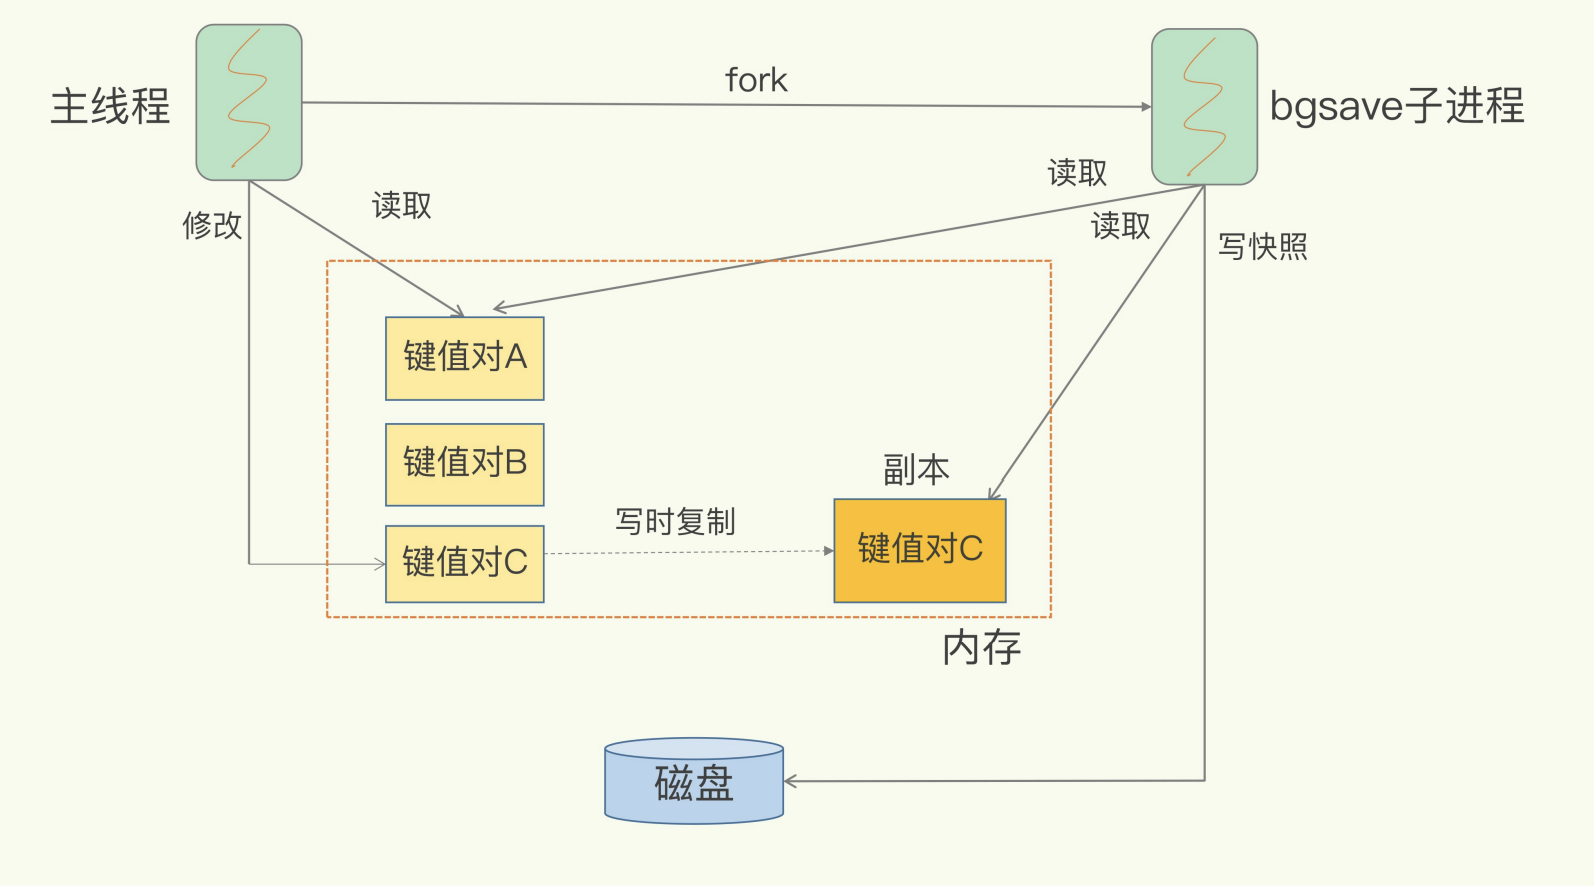 fork
主线程
bgsave子进程
读取
读取
修改
读取
写快照
键值对A
键值对B
副本
写时复制
键值对C
键值对C
内存
磁盘